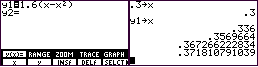 y1=1.6(x-x²)
y2=
y(x)= RANGE ZOOM TRACE GRAPH
x y INSf DELf SELCT▶
.3→x
.3
y1→x
.336
.3569664
.367266222834
.371810791039